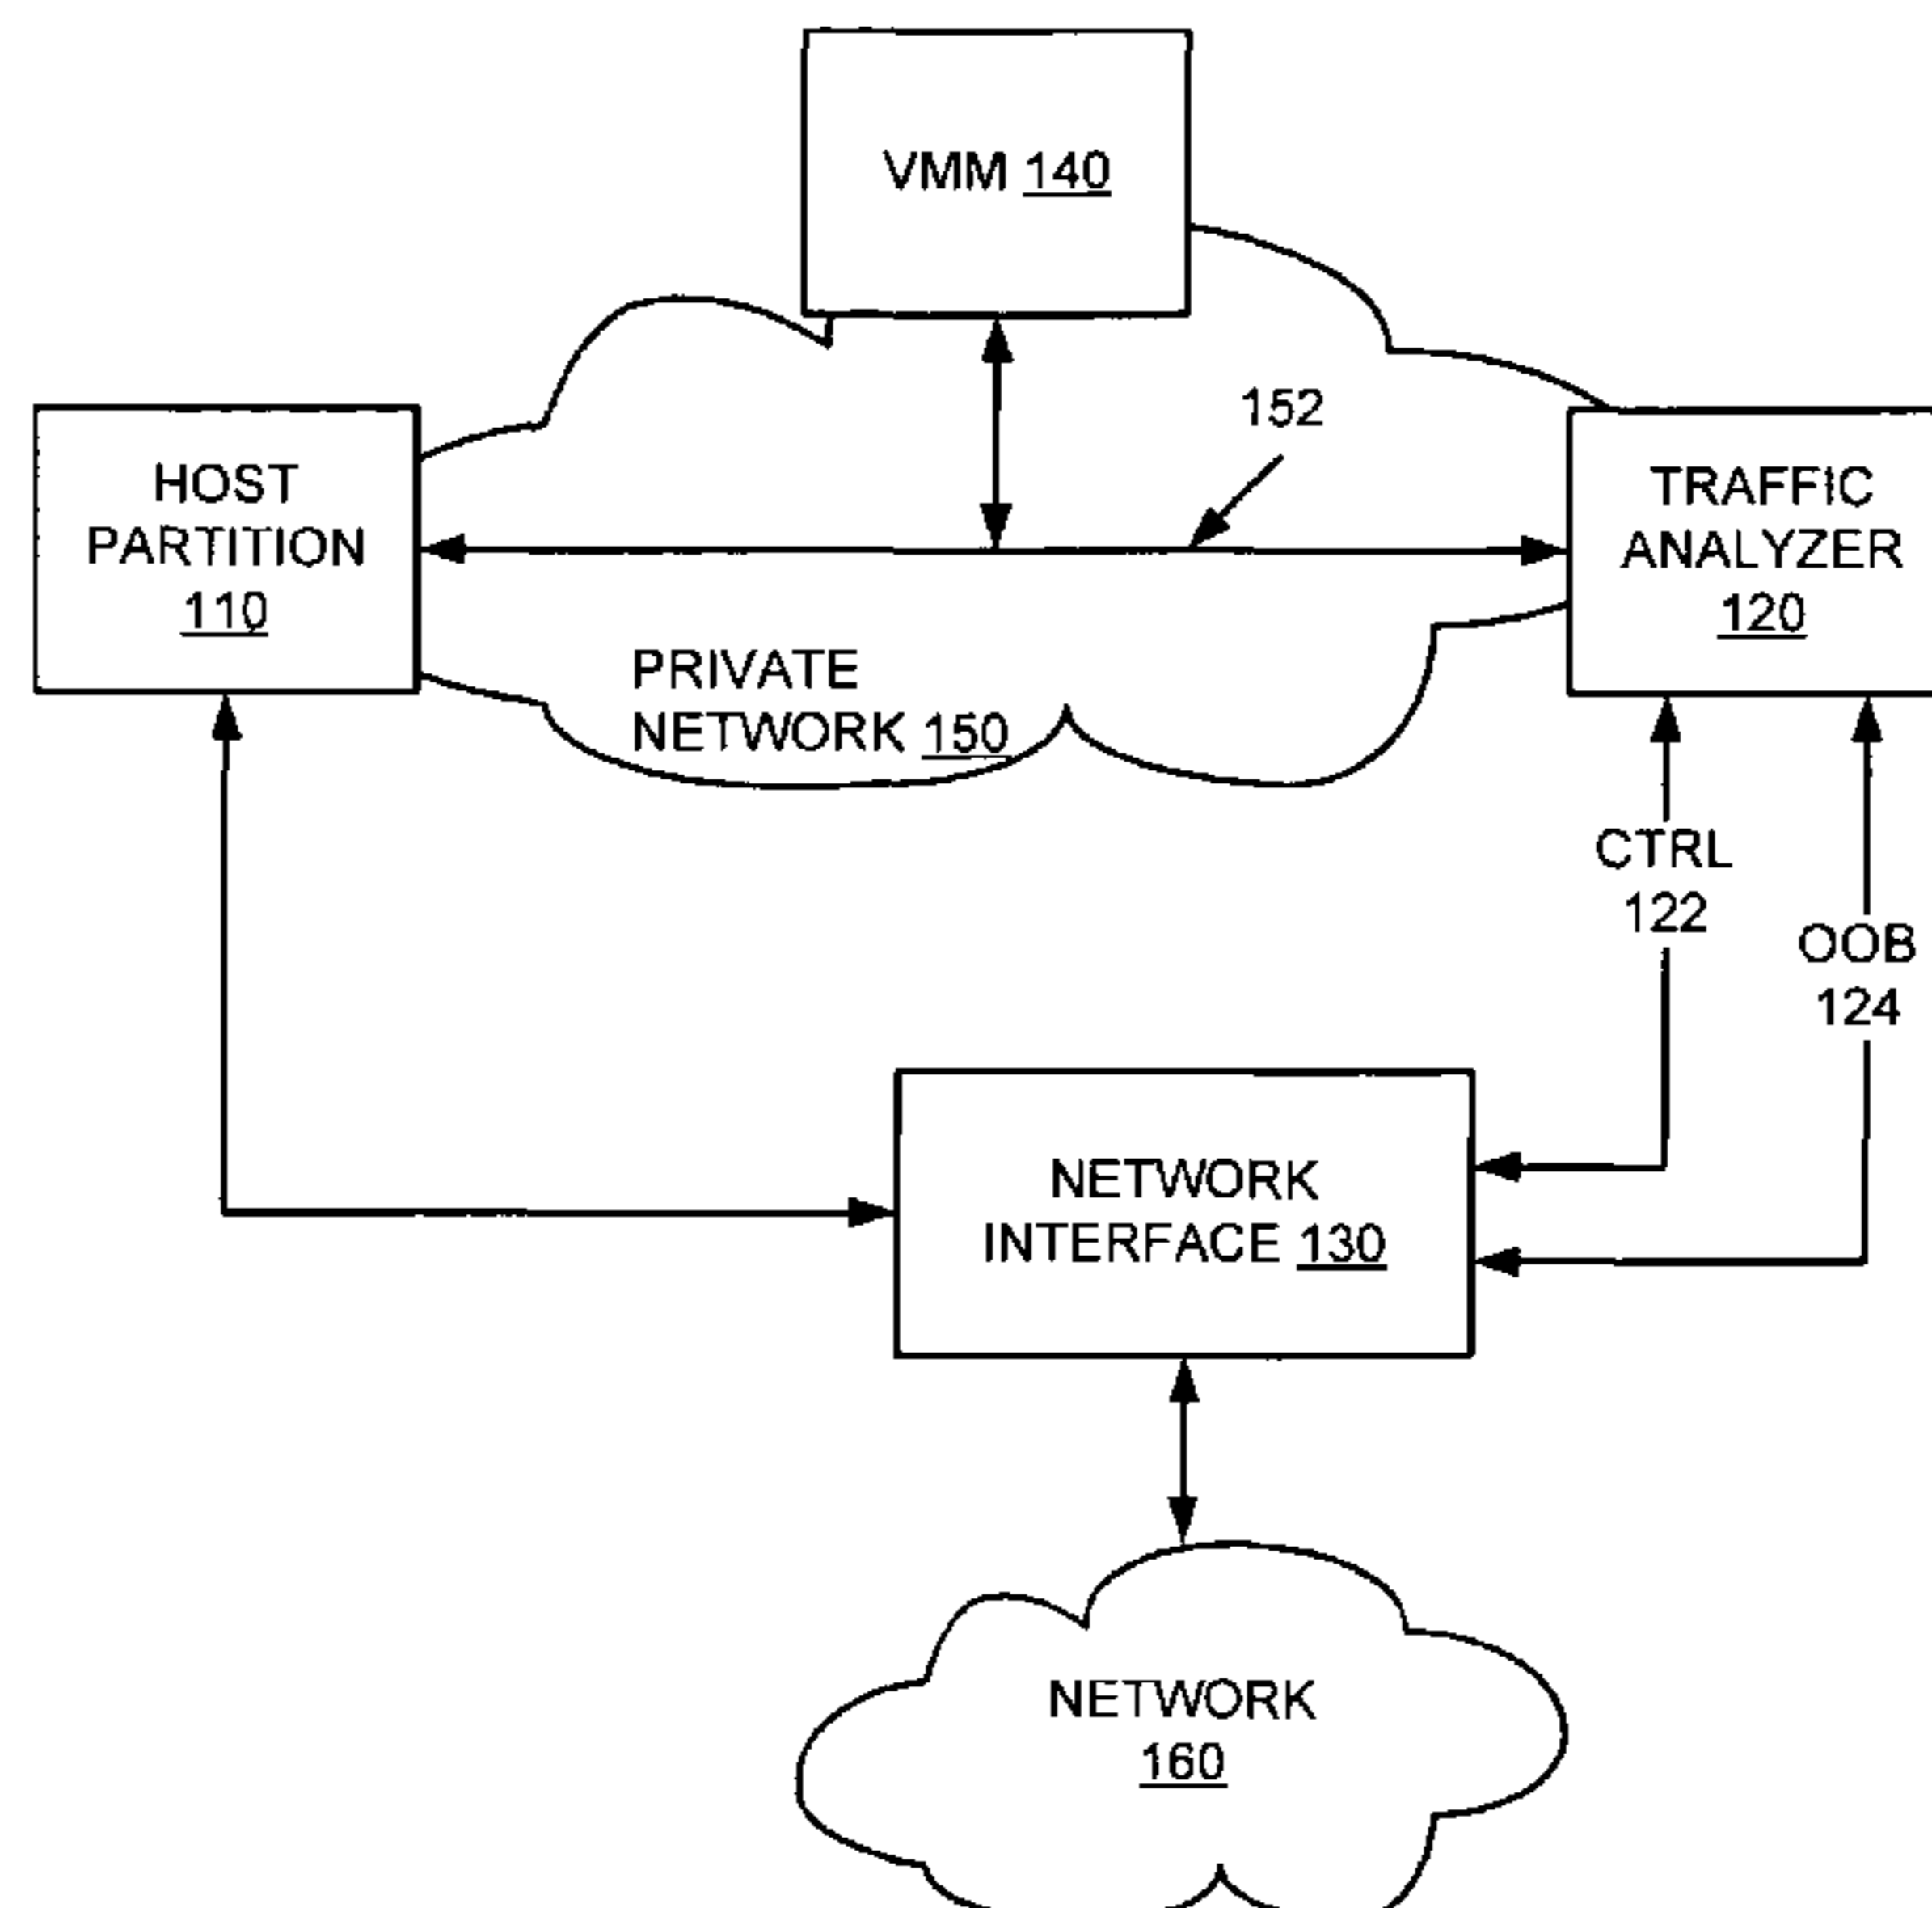 VMM 140
152
HOST
PARTITION
110
TRAFFIC
ANALYZER
120
PRIVATE
NETWORK 150
CTRL
122
OOB
124
NETWORK
INTERFACE 130
NETWORK
160